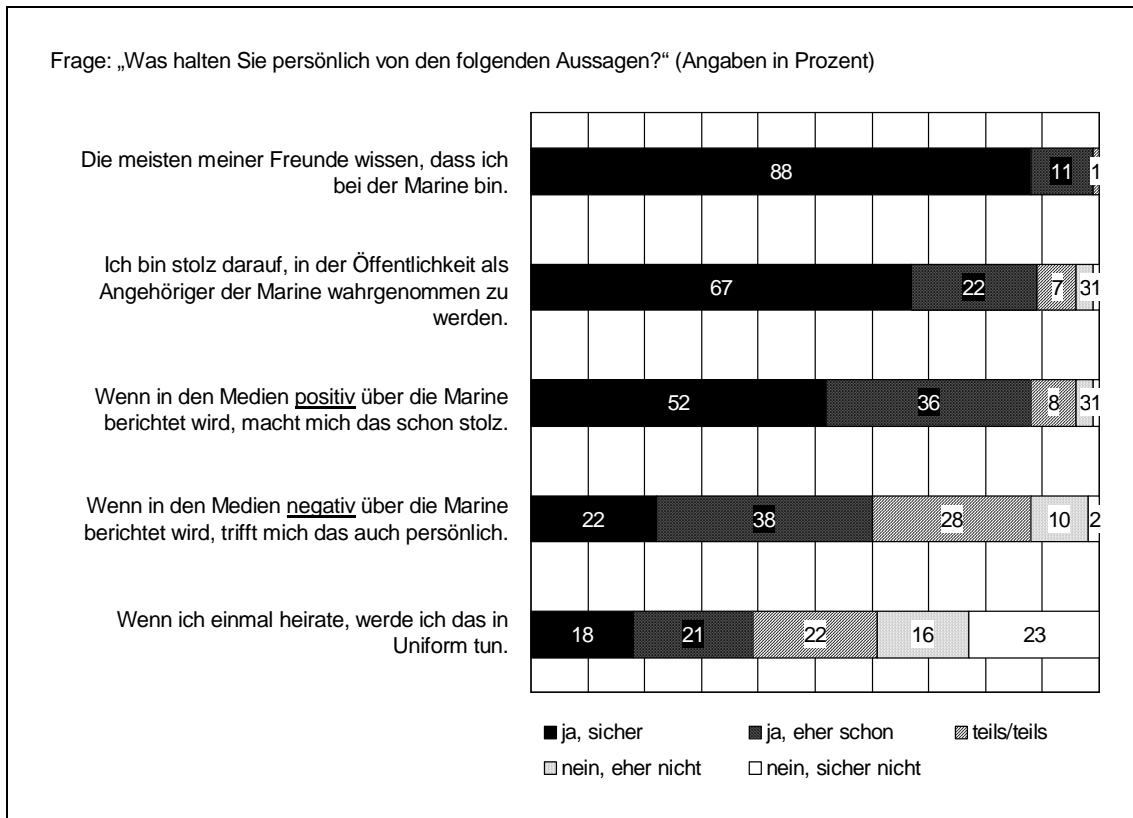 Frage: „Was halten Sie persönlich von den folgenden Aussagen?“ (Angaben in Prozent)
Die meisten meiner Freunde wissen, dass ich
bei der Marine bin.
88 11 1
Ich bin stolz darauf, in der Öffentlichkeit als
Angehöriger der Marine wahrgenommen zu
werden.
67 22 7 3 1
Wenn in den Medien positiv über die Marine
berichtet wird, macht mich das schon stolz.
52 36 8 3 1
Wenn in den Medien negativ über die Marine
berichtet wird, trifft mich das auch persönlich.
22 38 28 10 2
Wenn ich einmal heirate, werde ich das in
Uniform tun.
18 21 22 16 23
ja, sicher ja, eher schon teils/teils
nein, eher nicht nein, sicher nicht